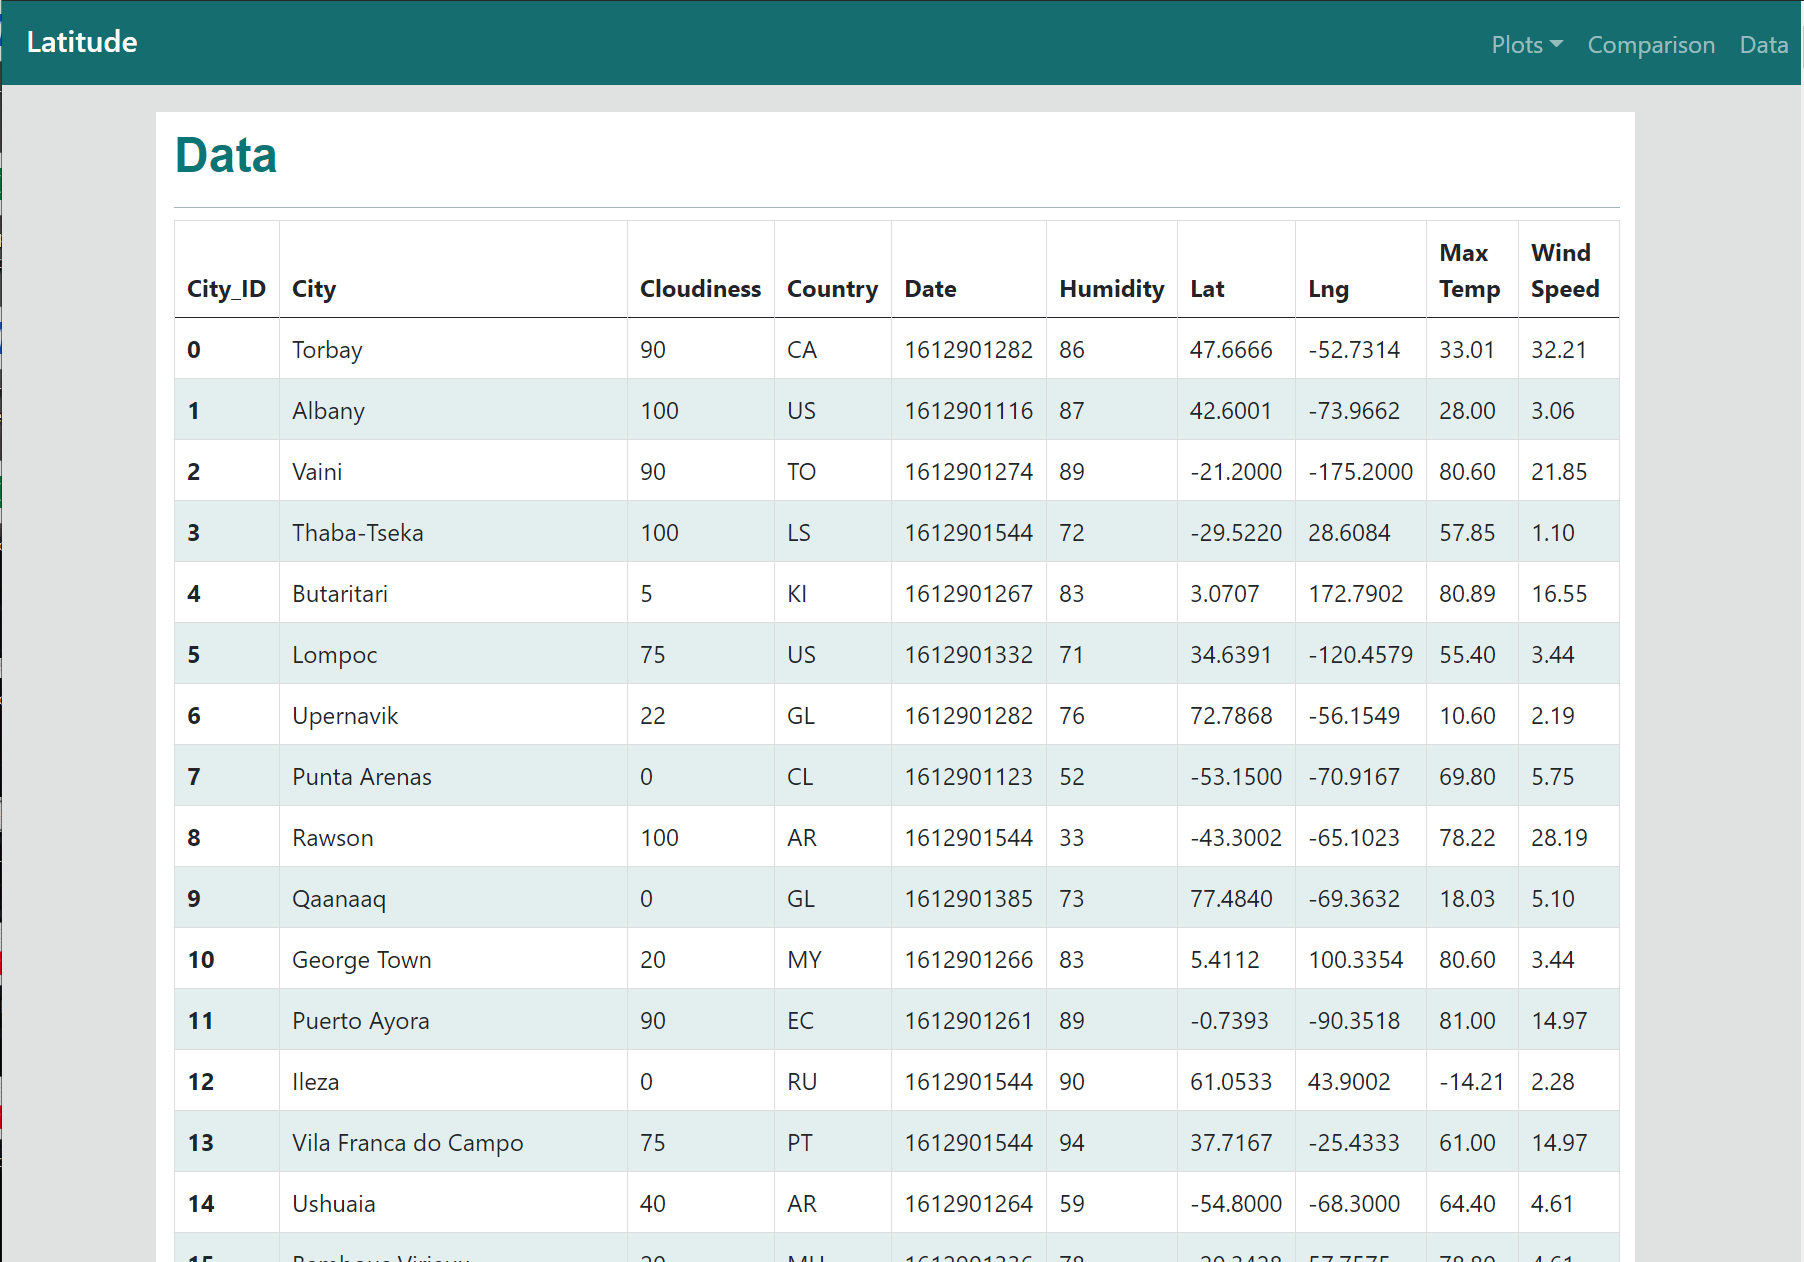 Latitude Plots Comparison Data
Data
City_ID City Cloudiness Country Date Humidity Lat Lng Max Temp Wind Speed
0 Torbay 90 CA 1612901282 86 47.6666 -52.7314 33.01 32.21
1 Albany 100 US 1612901116 87 42.6001 -73.9662 28.00 3.06
2 Vaini 90 TO 1612901274 89 -21.2000 -175.2000 80.60 21.85
3 Thaba-Tseka 100 LS 1612901544 72 -29.5220 28.6084 57.85 1.10
4 Butaritari 5 KI 1612901267 83 3.0707 172.7902 80.89 16.55
5 Lompoc 75 US 1612901332 71 34.6391 -120.4579 55.40 3.44
6 Upernavik 22 GL 1612901282 76 72.7868 -56.1549 10.60 2.19
7 Punta Arenas 0 CL 1612901123 52 -53.1500 -70.9167 69.80 5.75
8 Rawson 100 AR 1612901544 33 -43.3002 -65.1023 78.22 28.19
9 Qaanaaq 0 GL 1612901385 73 77.4840 -69.3632 18.03 5.10
10 George Town 20 MY 1612901266 83 5.4112 100.3354 80.60 3.44
11 Puerto Ayora 90 EC 1612901261 89 -0.7393 -90.3518 81.00 14.97
12 Ileza 0 RU 1612901544 90 61.0533 43.9002 -14.21 2.28
13 Vila Franca do Campo 75 PT 1612901544 94 37.7167 -25.4333 61.00 14.97
14 Ushuaia 40 AR 1612901264 59 -54.8000 -68.3000 64.40 4.61